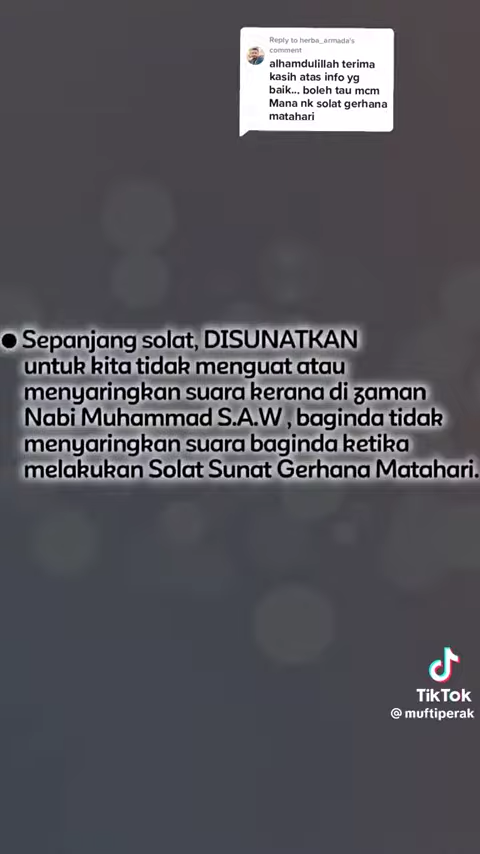 Reply to herba_armada's
comment
alhamdulillah terima
kasih atas info yg
baik... boleh tau mcm
Mana nk solat gerhana
matahari
● Sepanjang solat, DISUNATKAN
untuk kita tidak menguat atau
menyaringkan suara kerana di zaman
Nabi Muhammad S.A.W , baginda tidak
menyaringkan suara baginda ketika
melakukan Solat Sunat Gerhana Matahari.
TikTok
@muftiperak